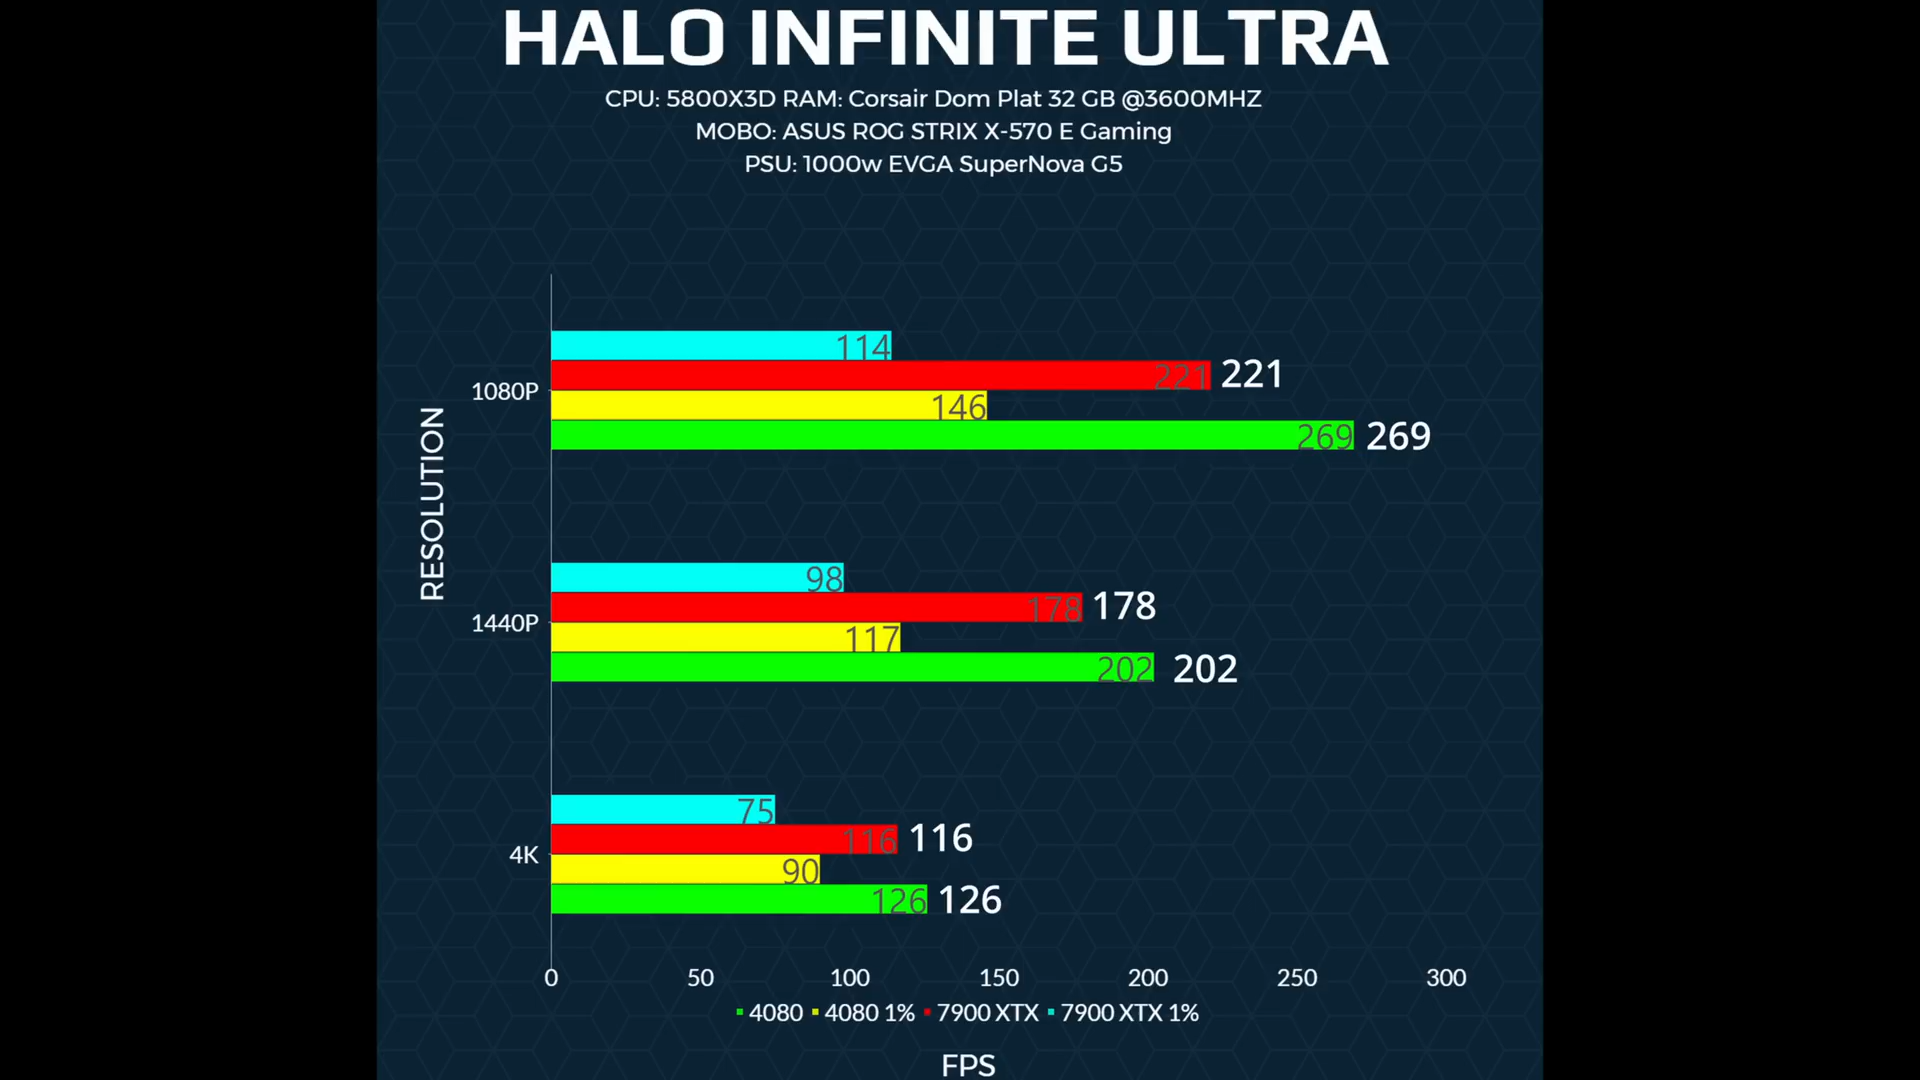 HALO INFINITE ULTRA
CPU: 5800X3D RAM: Corsair Dom Plat 32 GB @3600MHZ
MOBO: ASUS ROG STRIX X-570 E Gaming
PSU: 1000w EVGA SuperNova G5
RESOLUTION
1080P
114
221 221
146
269 269
1440P
98
178 178
117
202 202
4K
75
116 116
90
126 126
0 50 100 150 200 250 300
4080 4080 1% 7900 XTX 7900 XTX 1%
FPS